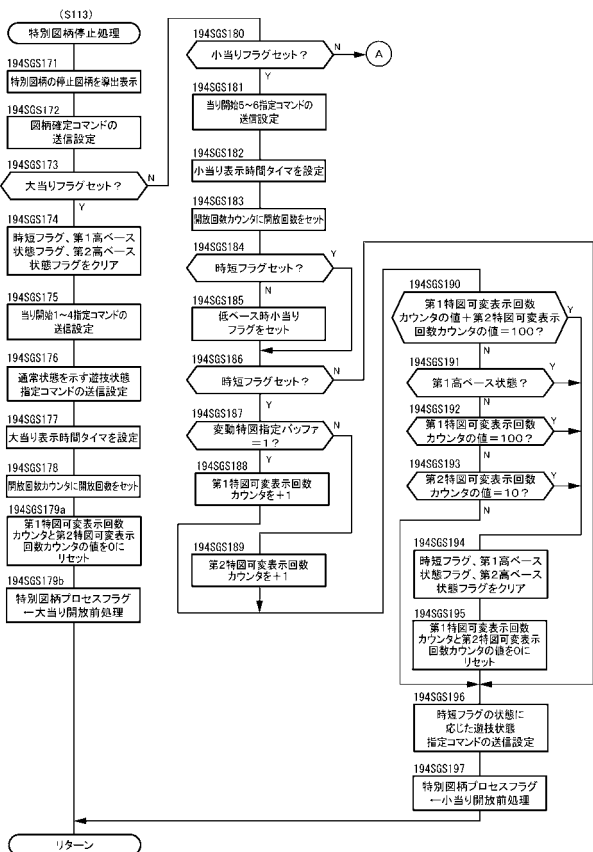 (S113)
特別図柄停止処理
194SGS171
特別図柄の停止図柄を導出表示
194SGS172
図柄確定コマンドの
送信設定
194SGS173
大当りフラグセット？
N
Y
194SGS174
時短フラグ、第1高ベース
状態フラグ、第2高ベース
状態フラグをクリア
194SGS175
当り開始1～4指定コマンドの
送信設定
194SGS176
通常状態を示す遊技状態
指定コマンドの送信設定
194SGS177
大当り表示時間タイマを設定
194SGS178
開放回数カウンタに開放回数をセット
194SGS179a
第1特図可変表示回数
カウンタと第2特図可変表示
回数カウンタの値を0に
リセット
194SGS179b
特別図柄プロセスフラグ
←大当り開放前処理
リターン
194SGS180
小当りフラグセット？
N
A
Y
194SGS181
当り開始5～6指定コマンドの
送信設定
194SGS182
小当り表示時間タイマを設定
194SGS183
開放回数カウンタに開放回数をセット
194SGS184
時短フラグセット？
Y
N
194SGS185
低ベース時小当り
フラグをセット
194SGS186
時短フラグセット？
N
Y
194SGS187
変動特図指定バッファ
＝1？
N
Y
194SGS188
第1特図可変表示回数
カウンタを+1
194SGS189
第2特図可変表示回数
カウンタを+1
194SGS190
第1特図可変表示回数
カウンタの値＋第2特図可変表示
回数カウンタの値＝100？
Y
N
194SGS191
第1高ベース状態？
Y
N
194SGS192
第1特図可変表示回数
カウンタの値＝100？
Y
N
194SGS193
第2特図可変表示回数
カウンタの値＝10？
Y
N
194SGS194
時短フラグ、第1高ベース
状態フラグ、第2高ベース
状態フラグをクリア
194SGS195
第1特図可変表示回数
カウンタと第2特図可変表示
回数カウンタの値を0に
リセット
194SGS196
時短フラグの状態に
応じた遊技状態
指定コマンドの送信設定
194SGS197
特別図柄プロセスフラグ
←小当り開放前処理